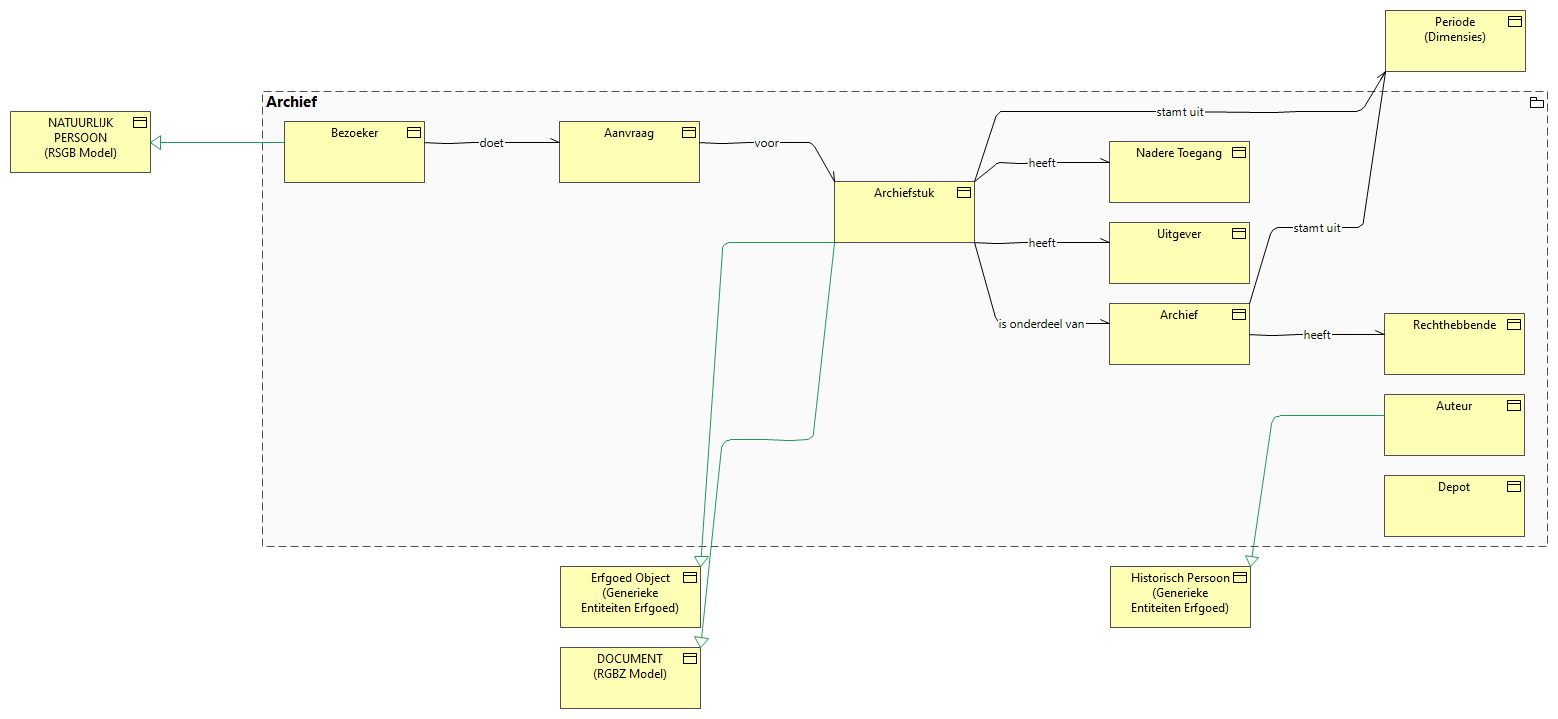 Periode
(Dimensies)
Archief
NATUURLIJK
PERSOON
(RSGB Model)
Bezoeker
doet
Aanvraag
voor
stamt uit
Nadere Toegang
heeft
Archiefstuk
Uitgever
heeft
stamt uit
Archief
is onderdeel van
heeft
Rechthebbende
Auteur
Depot
Erfgoed Object
(Generieke
Entiteiten Erfgoed)
Historisch Persoon
(Generieke
Entiteiten Erfgoed)
DOCUMENT
(RGBZ Model)